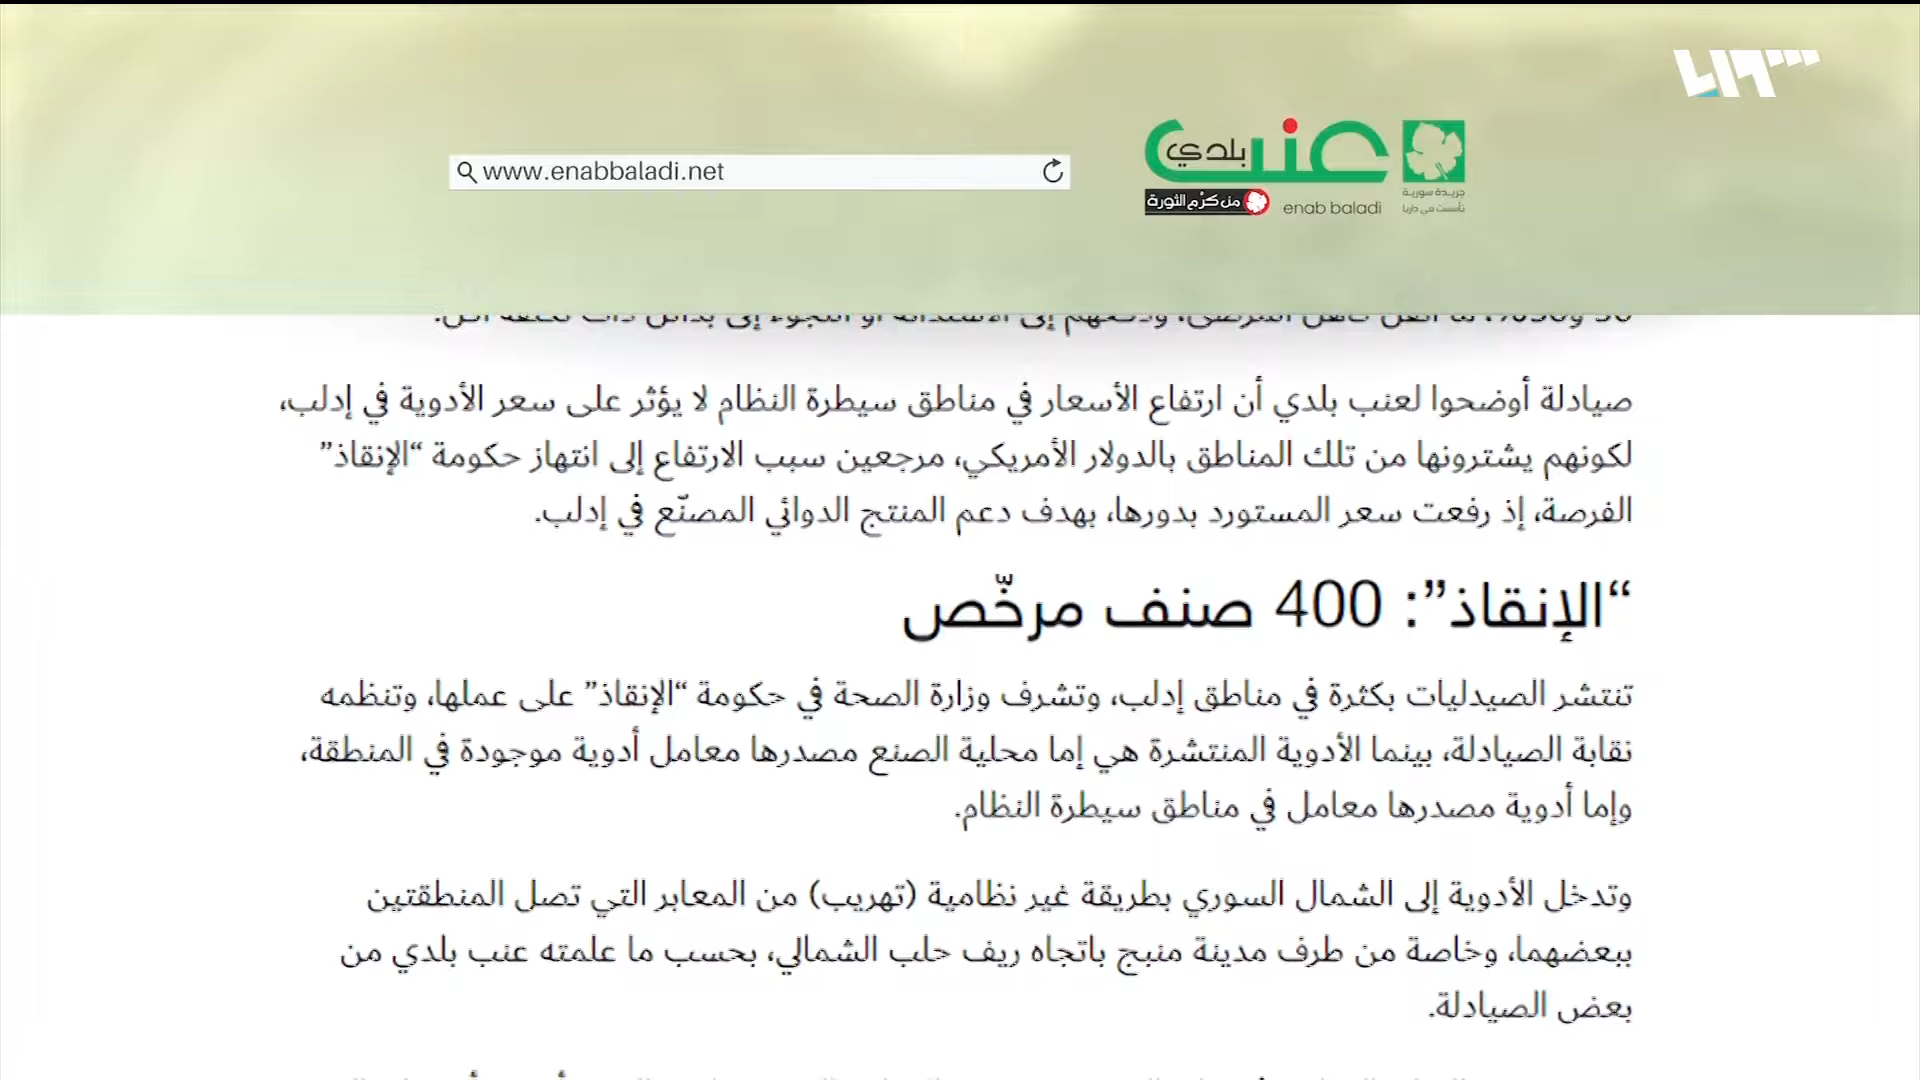 www.enabbaladi.net
عنب بلدي
جريدة سورية
تأسست في داريا
من كرم الثورة
enab baladi
صيادلة أوضحوا لعنب بلدي أن ارتفاع الأسعار في مناطق سيطرة النظام لا يؤثر على سعر الأدوية في إدلب،
لكونهم يشترونها من تلك المناطق بالدولار الأمريكي، مرجعين سبب الارتفاع إلى انتهاز حكومة “الإنقاذ”
الفرصة، إذ رفعت سعر المستورد بدورها، بهدف دعم المنتج الدوائي المصنّع في إدلب.
“الإنقاذ”: 400 صنف مرخّص
تنتشر الصيدليات بكثرة في مناطق إدلب، وتشرف وزارة الصحة في حكومة “الإنقاذ” على عملها، وتنظمه
نقابة الصيادلة، بينما الأدوية المنتشرة هي إما محلية الصنع مصدرها معامل أدوية موجودة في المنطقة،
وإما أدوية مصدرها معامل في مناطق سيطرة النظام.
وتدخل الأدوية إلى الشمال السوري بطريقة غير نظامية (تهريب) من المعابر التي تصل المنطقتين
ببعضهما، وخاصة من طرف مدينة منبج باتجاه ريف حلب الشمالي، بحسب ما علمته عنب بلدي من
بعض الصيادلة.